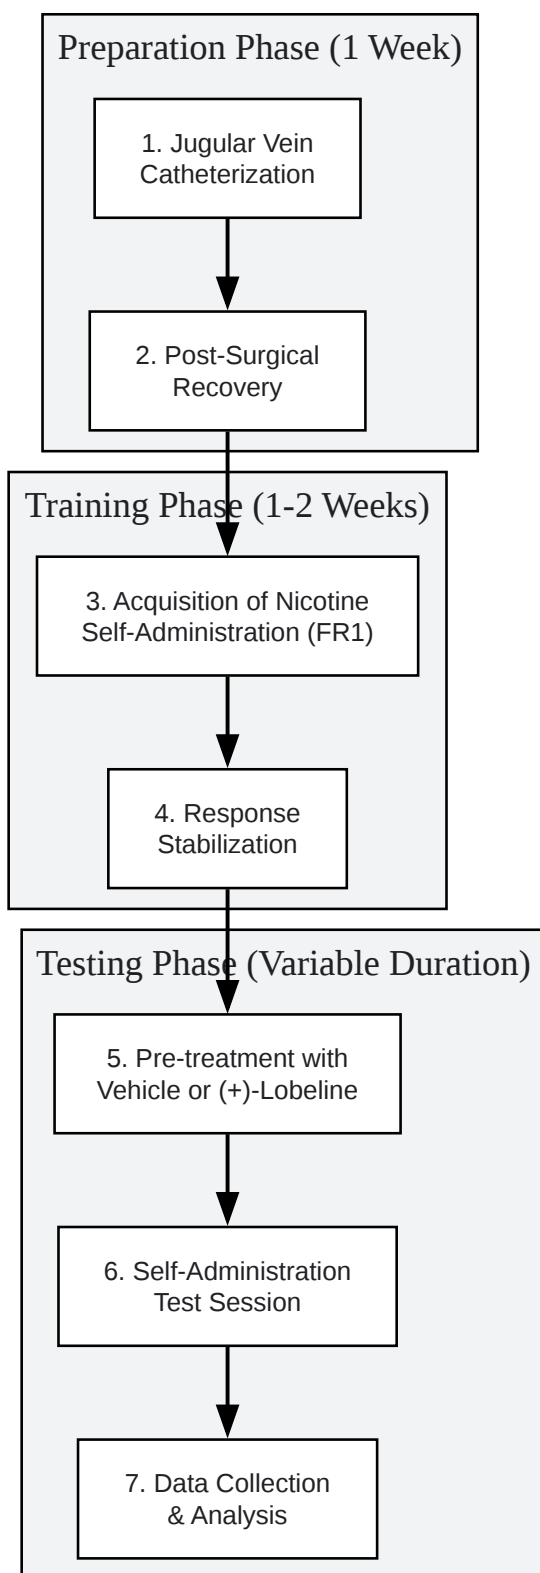 Preparation Phase (1 Week)
1. Jugular Vein
Catheterization
2. Post-Surgical
Recovery
Training Phase (1-2 Weeks)
3. Acquisition of Nicotine
Self-Administration (FR1)
4. Response
Stabilization
Testing Phase (Variable Duration)
5. Pre-treatment with
Vehicle or (+)-Lobeline
6. Self-Administration
Test Session
7. Data Collection
& Analysis